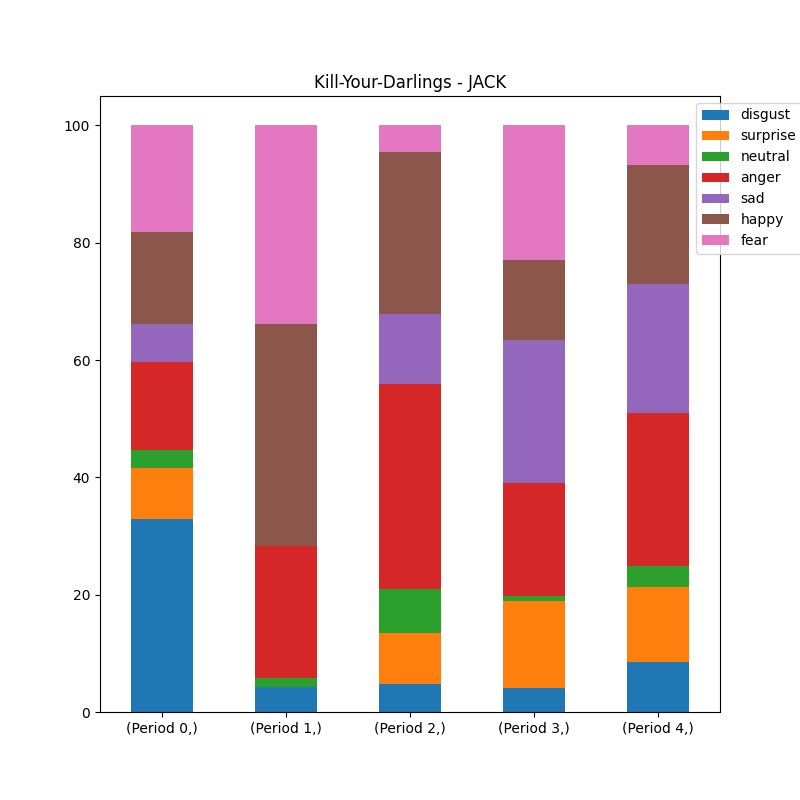 Kill-Your-Darlings - JACK
100
80
60
40
20
0
(Period 0,)
(Period 1,)
(Period 2,)
(Period 3,)
(Period 4,)
disgust
surprise
neutral
anger
sad
happy
fear